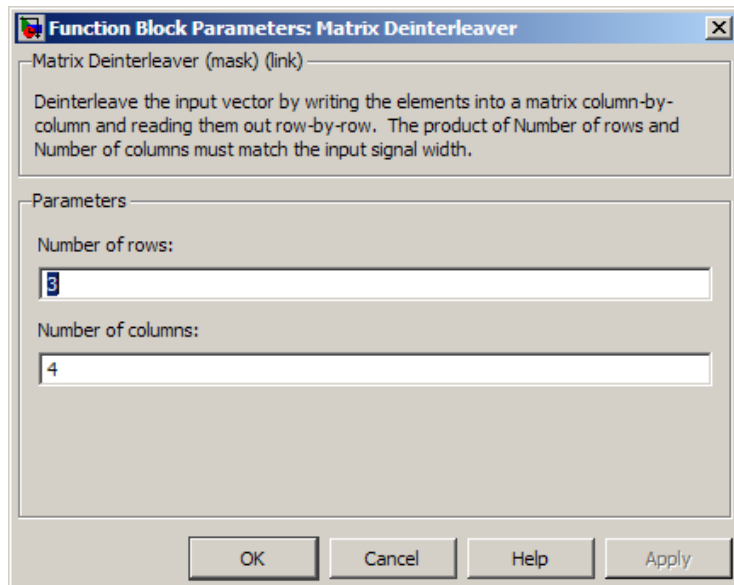 Function Block Parameters: Matrix Deinterleaver
Matrix Deinterleaver (mask) (link)
Deinterleave the input vector by writing the elements into a matrix column-by-
column and reading them out row-by-row. The product of Number of rows and
Number of columns must match the input signal width.
Parameters
Number of rows:
3
Number of columns:
4
OK Cancel Help Apply